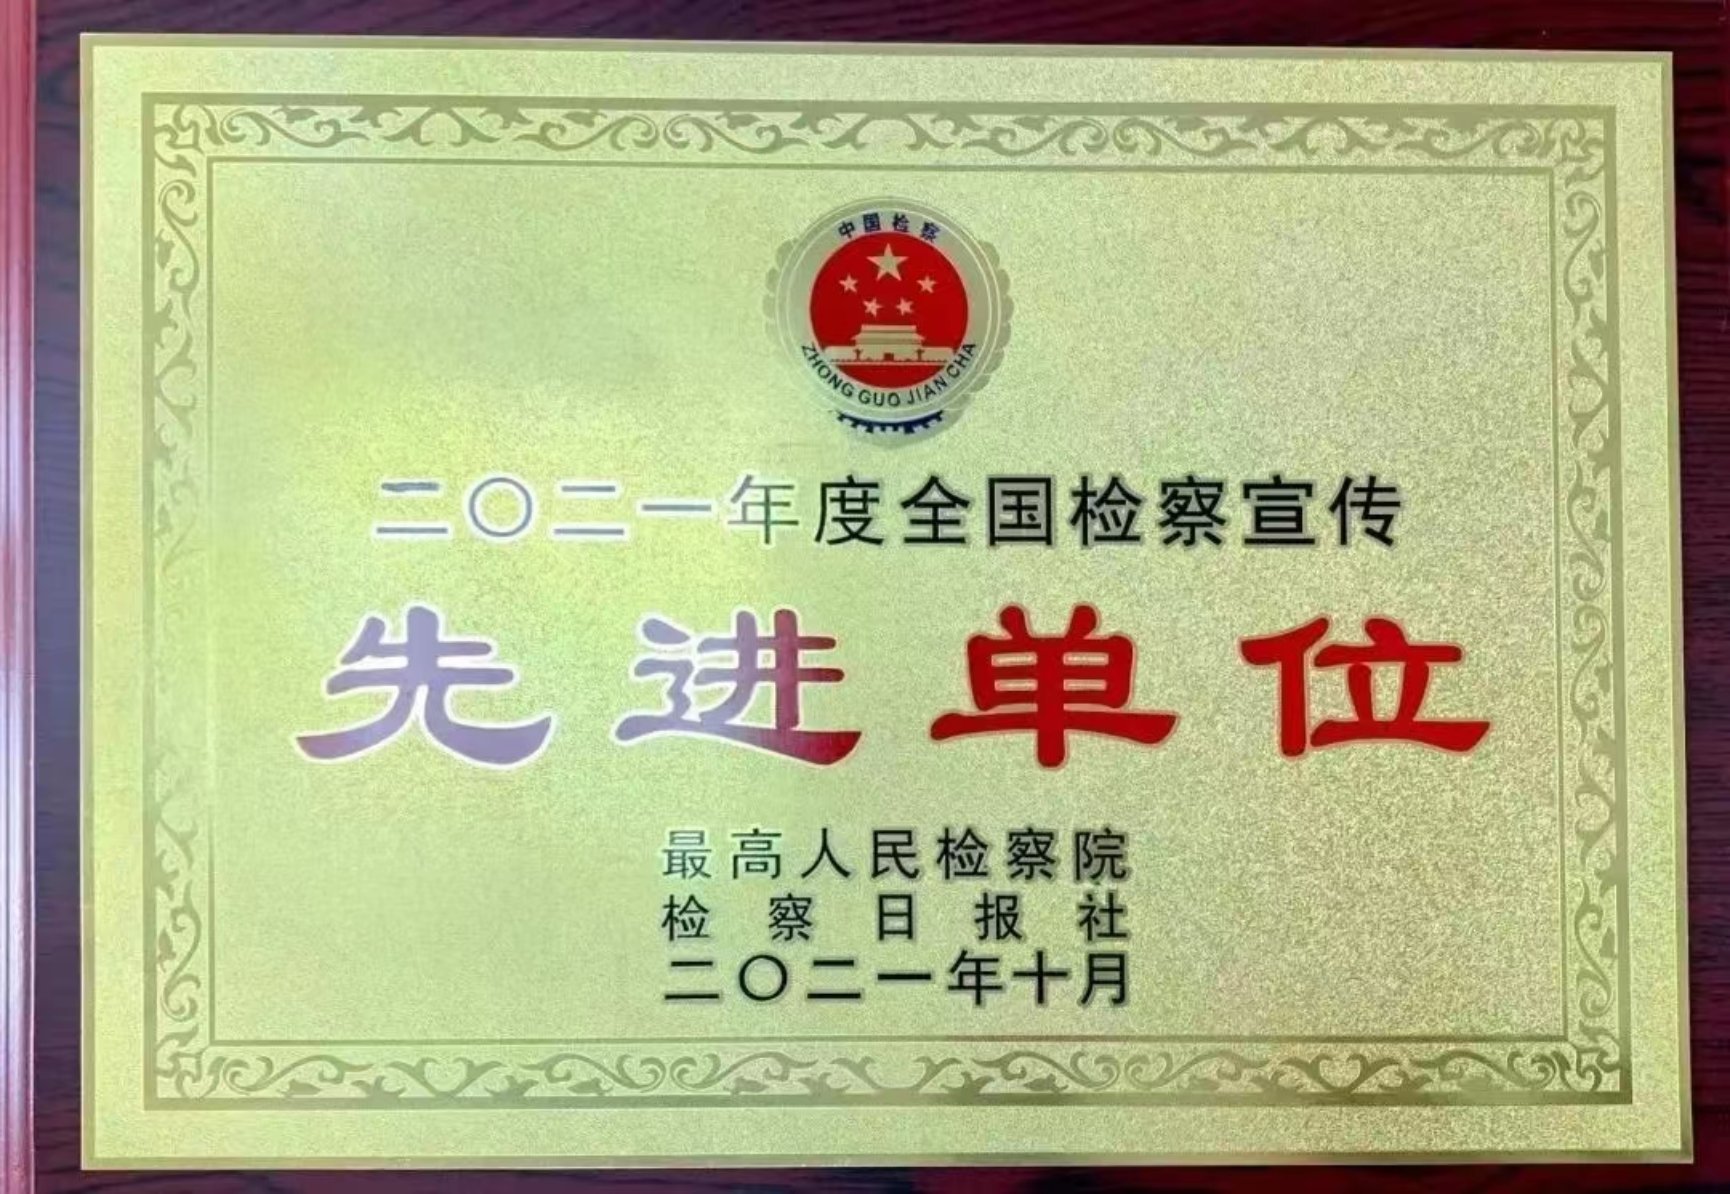 中国检察
ZHONG GUO JIAN CHA
二〇二一年度全国检察宣传
先进单位
最高人民检察院
检察日报社
二〇二一年十月